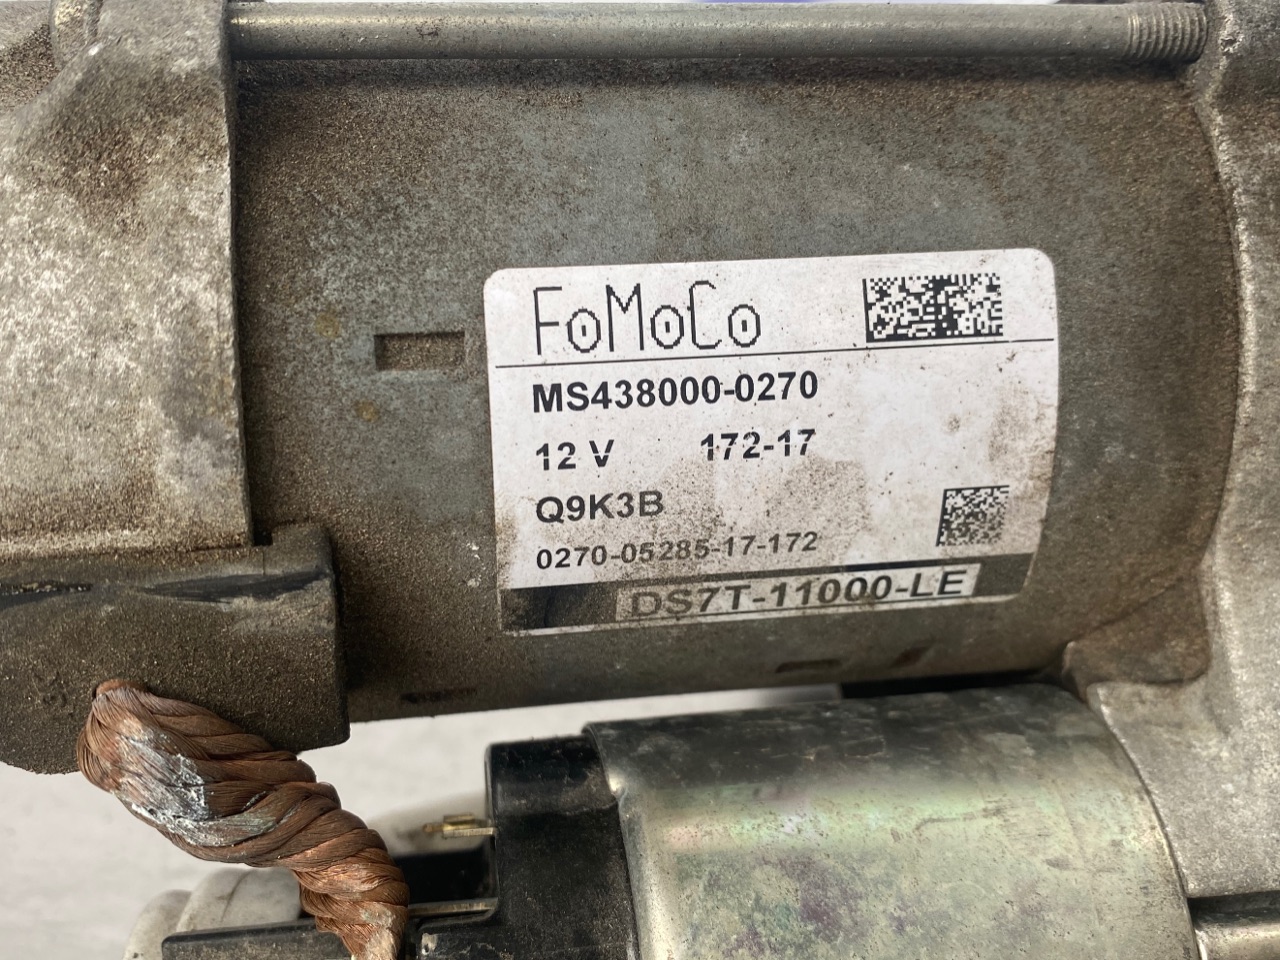 FoMoCo
MS438000-0270
12 V 172-17
Q9K3B
0270-05285-17-172
DS7T-11000-LE